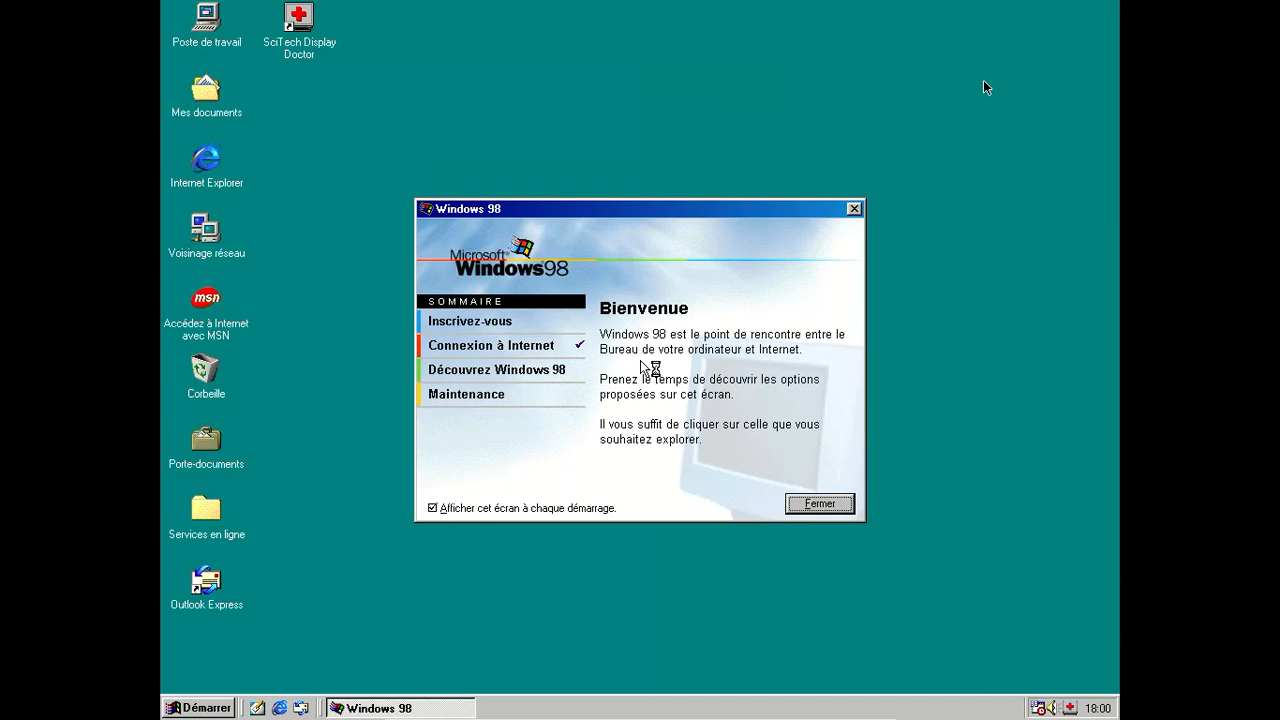 Poste de travail
SciTech Display
Doctor
Mes documents
Internet Explorer
Voisinage réseau
msn
Accédez à Internet
avec MSN
Corbeille
Porte-documents
Services en ligne
Outlook Express
Windows 98
Microsoft
Windows98
SOMMAIRE
Inscrivez-vous
Connexion à Internet
Découvrez Windows 98
Maintenance
Bienvenue
Windows 98 est le point de rencontre entre le
Bureau de votre ordinateur et Internet.
Prenez le temps de découvrir les options
proposées sur cet écran.
Il vous suffit de cliquer sur celle que vous
souhaitez explorer.
Afficher cet écran à chaque démarrage.
Fermer
Démarrer
Windows 98
18:00